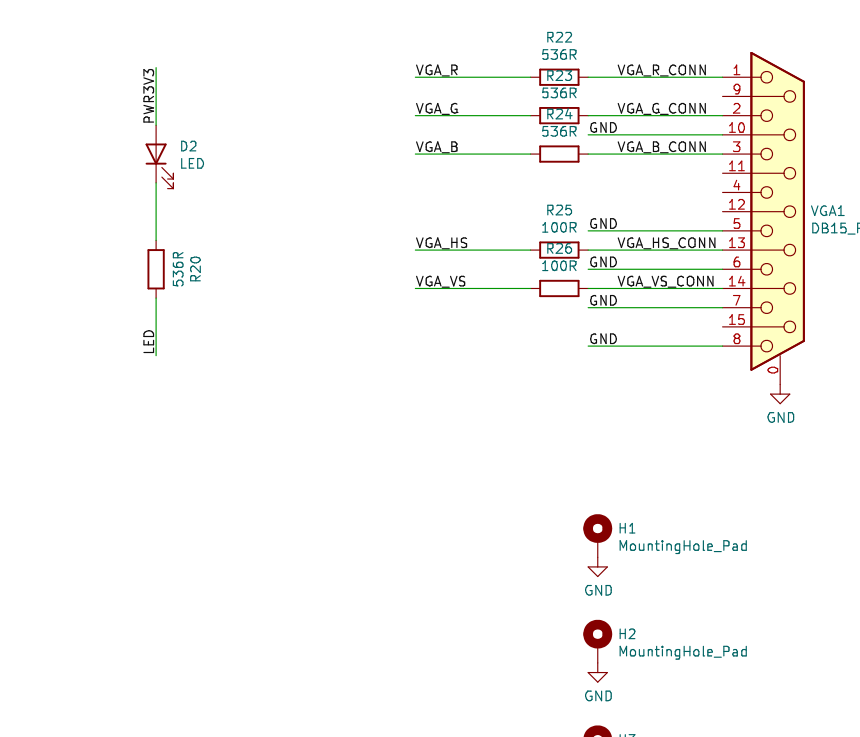 PWR3V3
D2
LED
536R
R20
LED
R22
536R
VGA_R
R23
VGA_R_CONN
1
536R
9
VGA_G
R24
VGA_G_CONN
2
536R
GND
10
VGA_B
VGA_B_CONN
3
11
4
12
R25
GND
5
100R
VGA_HS
R26
VGA_HS_CONN
13
100R
GND
6
VGA_VS
VGA_VS_CONN
14
GND
7
15
GND
8
VGA1
0
GND
H1
MountingHole_Pad
GND
H2
MountingHole_Pad
GND